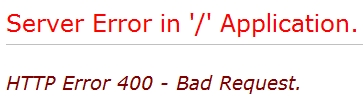 Server Error in '/' Application.
HTTP Error 400 - Bad Request.